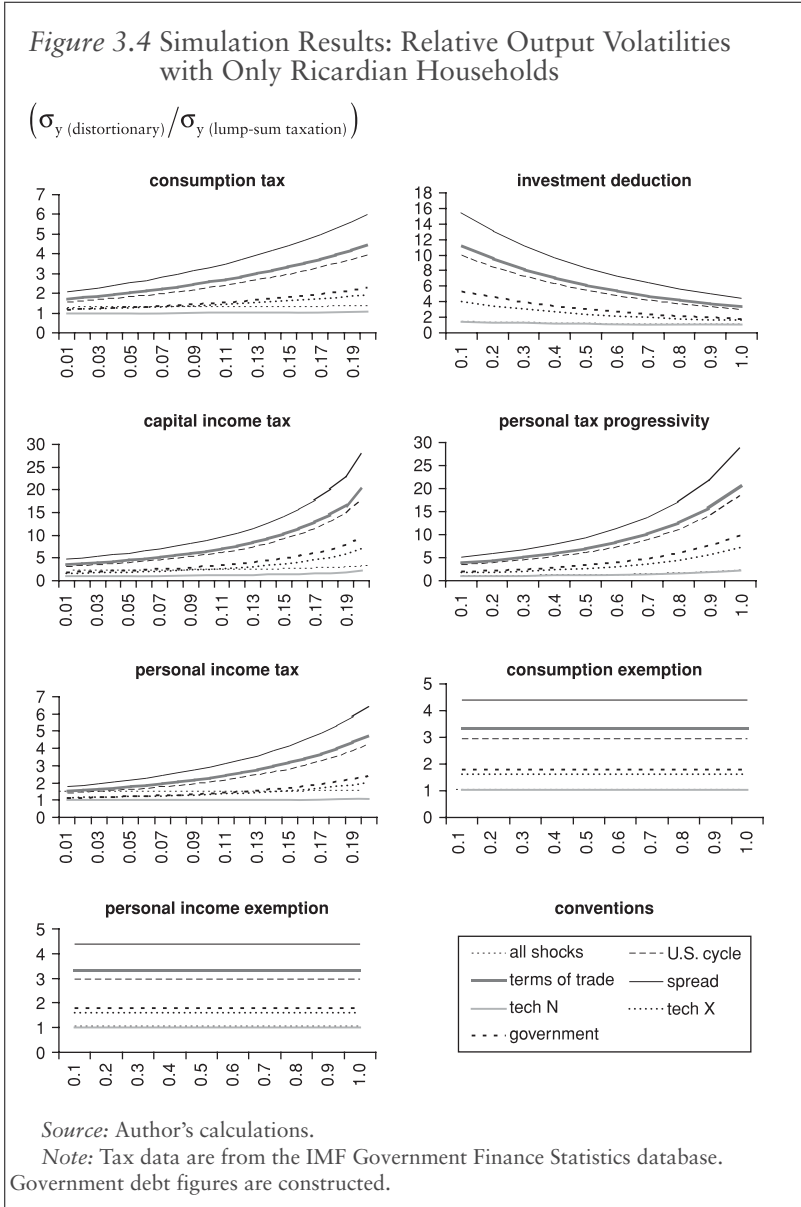 Figure 3.4 Simulation Results: Relative Output Volatilities
with Only Ricardian Households
(σy (distortionary)/σy (lump-sum taxation))
consumption tax
7
6
5
4
3
2
1
0
0.01 0.03 0.05 0.07 0.09 0.11 0.13 0.15 0.17 0.19
investment deduction
18
16
14
12
10
8
6
4
2
0
0.1 0.2 0.3 0.4 0.5 0.6 0.7 0.8 0.9 1.0
capital income tax
30
25
20
15
10
5
0
0.01 0.03 0.05 0.07 0.09 0.11 0.13 0.15 0.17 0.19
personal tax progressivity
30
25
20
15
10
5
0
0.1 0.2 0.3 0.4 0.5 0.6 0.7 0.8 0.9 1.0
personal income tax
7
6
5
4
3
2
1
0
0.01 0.03 0.05 0.07 0.09 0.11 0.13 0.15 0.17 0.19
consumption exemption
5
4
3
2
1
0
0.1 0.2 0.3 0.4 0.5 0.6 0.7 0.8 0.9 1.0
personal income exemption
5
4
3
2
1
0
0.1 0.2 0.3 0.4 0.5 0.6 0.7 0.8 0.9 1.0
conventions
all shocks U.S. cycle
terms of trade spread
tech N tech X
government
Source: Author's calculations.
Note: Tax data are from the IMF Government Finance Statistics database.
Government debt figures are constructed.